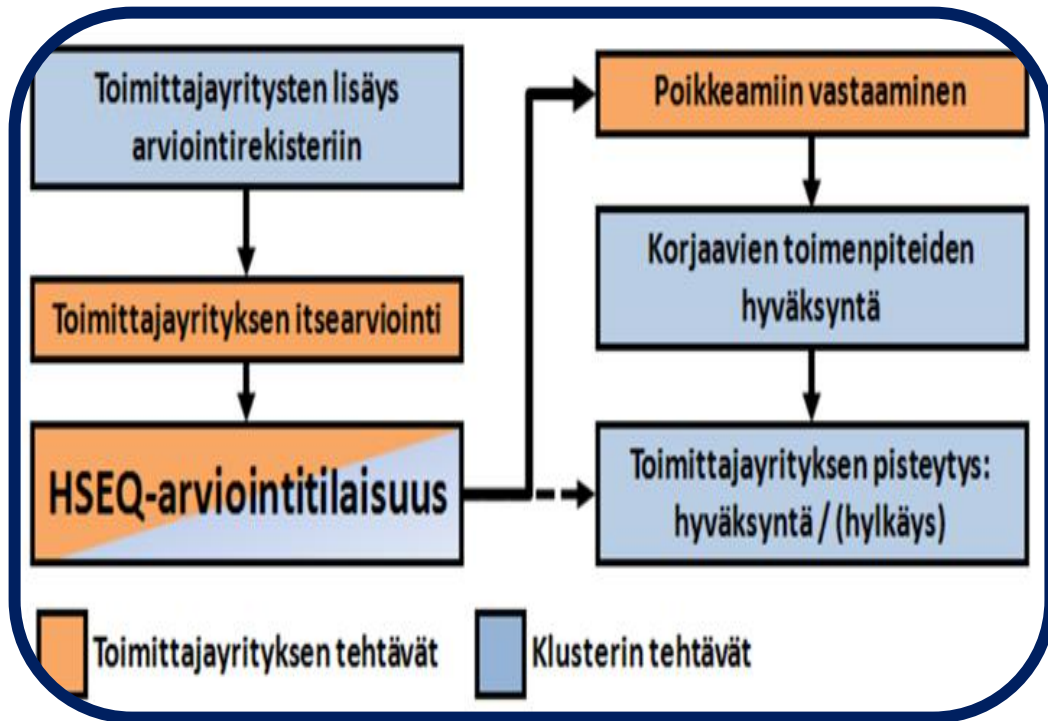 Toimittajayritysten lisäys
arviointirekisteriin
Toimittajayrityksen itsearviointi
HSEQ-arviointitilaisuus
Poikkeamiin vastaaminen
Korjaavien toimenpiteiden
hyväksyntä
Toimittajayrityksen pisteytys:
hyväksyntä / (hylkäys)
Toimittajayrityksen tehtävät
Klusterin tehtävät